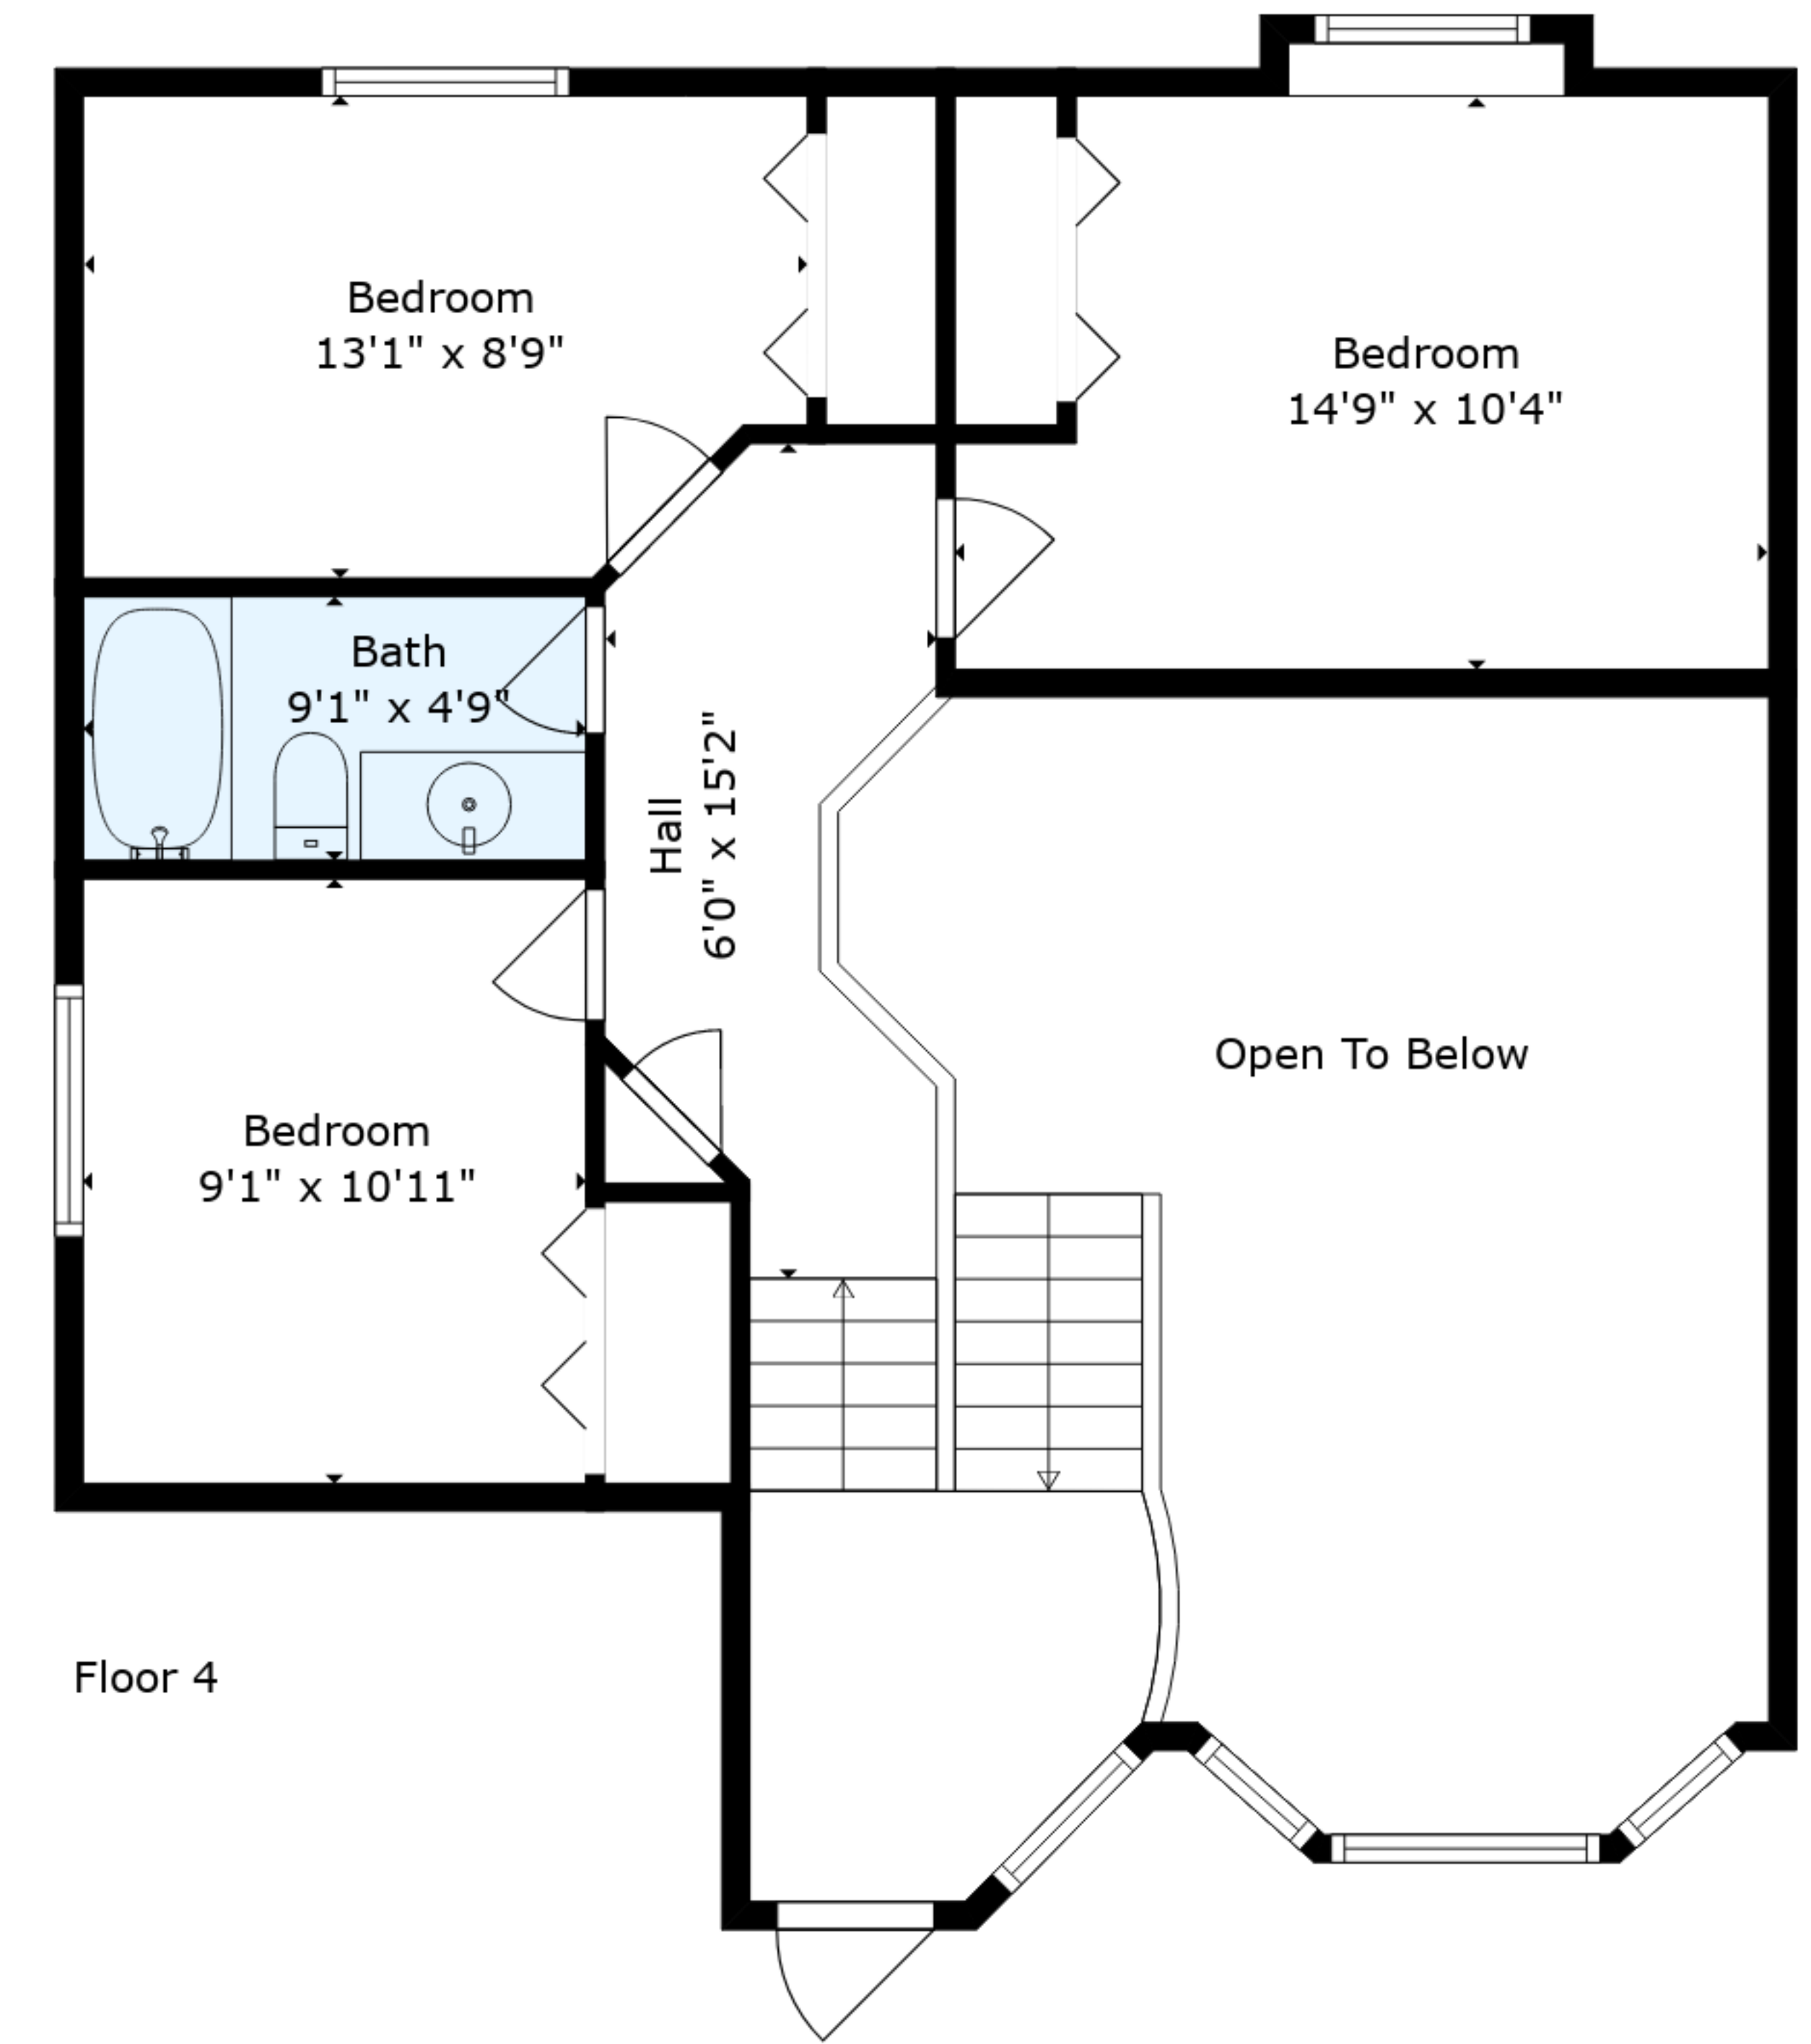 Bedroom
13'1" x 8'9"
Bedroom
14'9" x 10'4"
Bath
9'1" x 4'9"
Hall
6'0" x 15'2"
Open To Below
Bedroom
9'1" x 10'11"
Floor 4